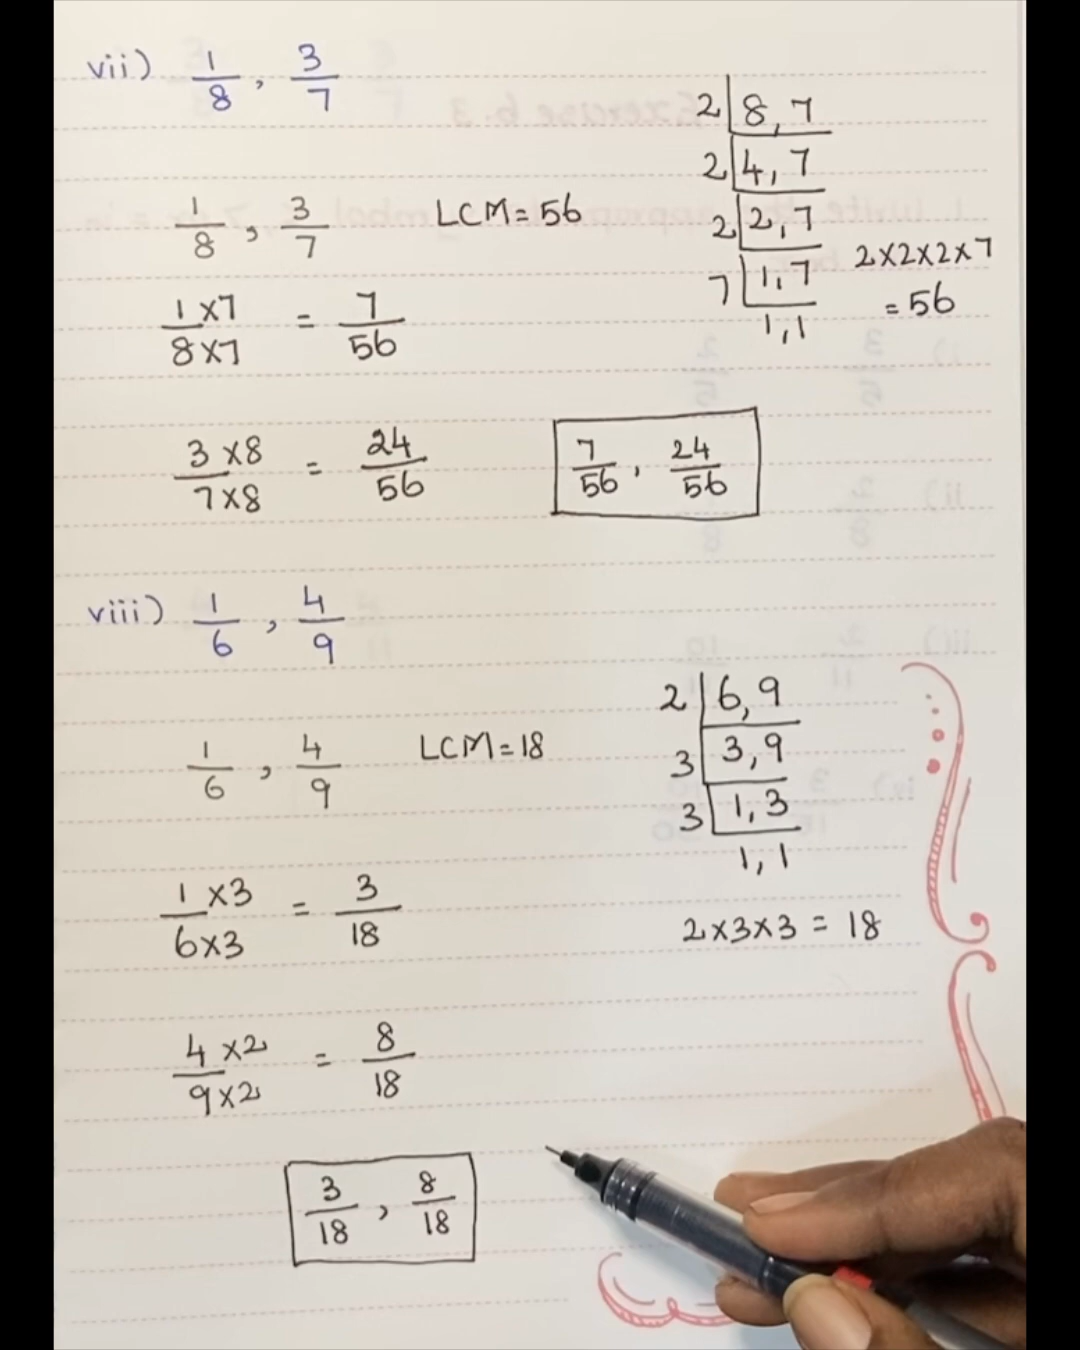 vii) 1/8, 3/7
1/8, 3/7 LCM = 56
2 | 8, 7
2 | 4, 7
2 | 2, 7
7 | 1, 7
1, 1
2×2×2×7
= 56
1×7/8×7 = 7/56
3×8/7×8 = 24/56
7/56, 24/56
viii) 1/6, 4/9
1/6, 4/9 LCM = 18
2 | 6, 9
3 | 3, 9
3 | 1, 3
1, 1
2×3×3 = 18
1×3/6×3 = 3/18
4×2/9×2 = 8/18
3/18, 8/18